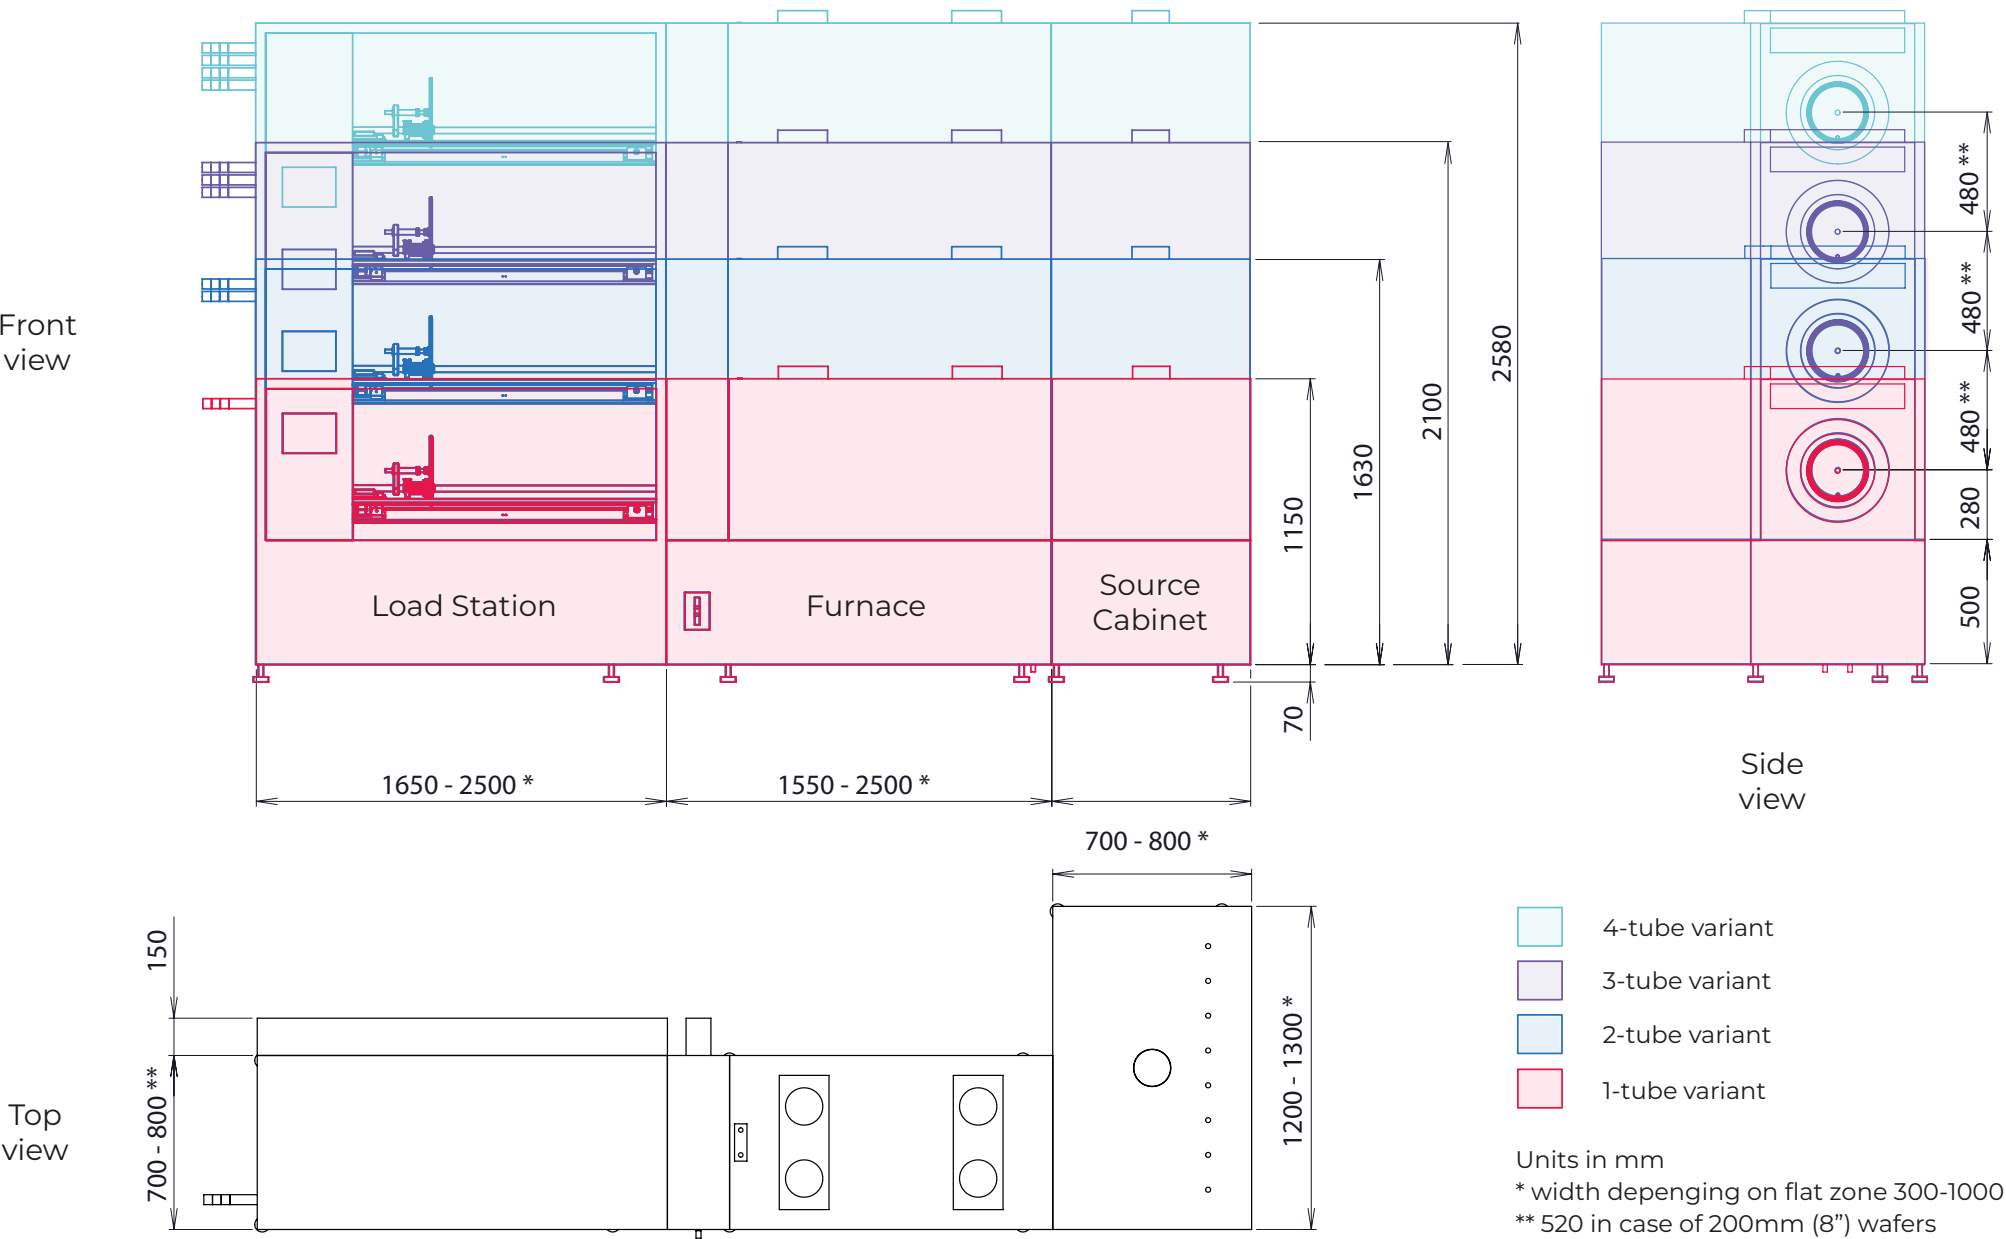 Front
view
Load Station
Furnace
Source
Cabinet
1150
1630
2100
2580
70
1650 - 2500 *
1550 - 2500 *
700 - 800 *
480 **
480 **
480 **
280
500
Side
view
Top
view
150
700 - 800 **
1200 - 1300 *
4-tube variant
3-tube variant
2-tube variant
1-tube variant
Units in mm
* width depenging on flat zone 300-1000
** 520 in case of 200mm (8”) wafers